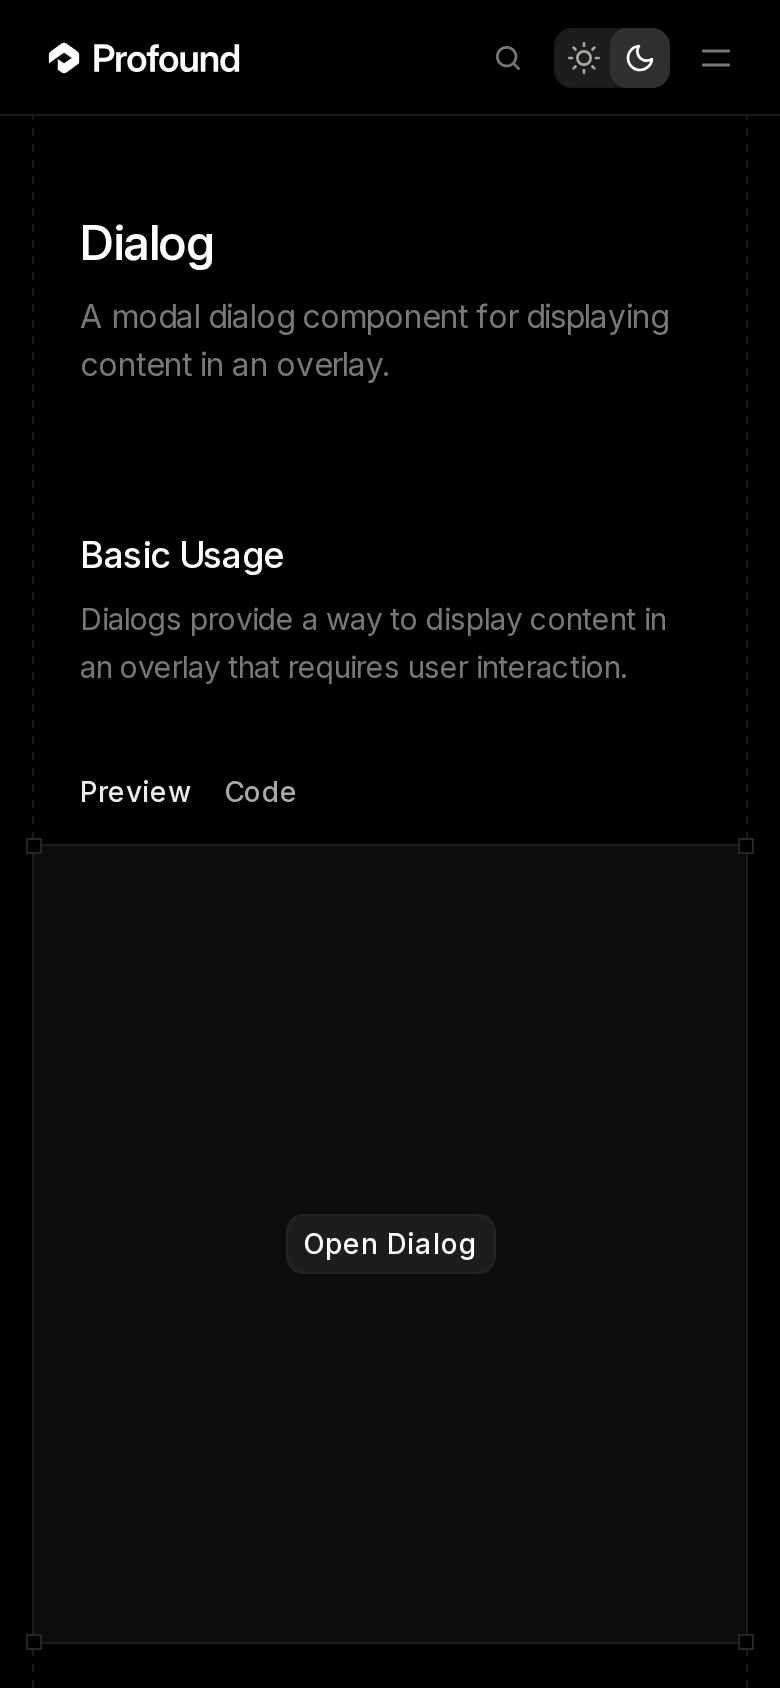 Profound
Dialog
A modal dialog component for displaying
content in an overlay.
Basic Usage
Dialogs provide a way to display content in
an overlay that requires user interaction.
Preview Code
Open Dialog